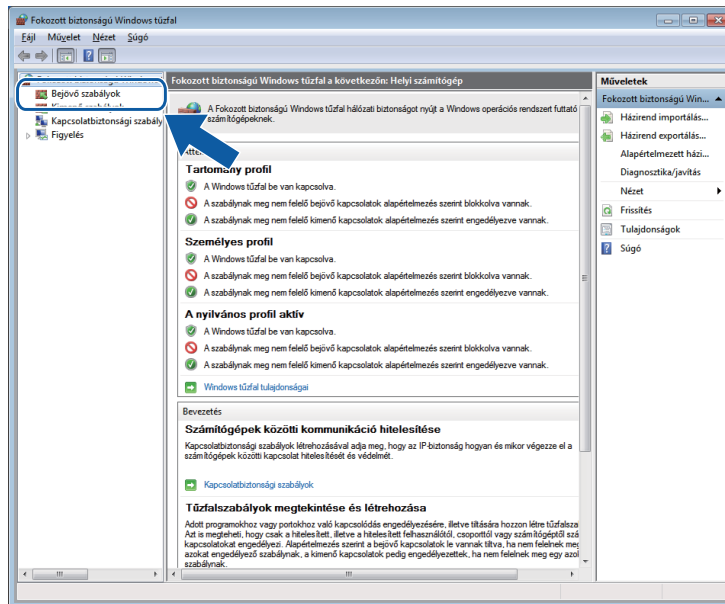 Fokozott biztonságú Windows tűzfal
Fájl Művelet Nézet Súgó
Bejövő szabályok
Kapcsolatbiztonsági szabály
Figyelés
Fokozott biztonságú Windows tűzfal a következőn: Helyi számítógép
A Fokozott biztonságú Windows tűzfal hálózati biztonságot nyújt a Windows operációs rendszert futtató
számítógépeknek.
Tartomány profil
A Windows tűzfal be van kapcsolva.
A szabálynak meg nem felelő bejövő kapcsolatok alapértelmezés szerint blokkolva vannak.
A szabálynak meg nem felelő kimenő kapcsolatok alapértelmezés szerint engedélyezve vannak.
Személyes profil
A Windows tűzfal be van kapcsolva.
A szabálynak meg nem felelő bejövő kapcsolatok alapértelmezés szerint blokkolva vannak.
A szabálynak meg nem felelő kimenő kapcsolatok alapértelmezés szerint engedélyezve vannak.
A nyilvános profil aktív
A Windows tűzfal be van kapcsolva.
A szabálynak meg nem felelő bejövő kapcsolatok alapértelmezés szerint blokkolva vannak.
A szabálynak meg nem felelő kimenő kapcsolatok alapértelmezés szerint engedélyezve vannak.
Windows tűzfal tulajdonságai
Bevezetés
Számítógépek közötti kommunikáció hitelesítése
Kapcsolatbiztonsági szabályok létrehozásával adja meg, hogy az IP-biztonság hogyan és mikor végezze el a
számítógépek közötti kapcsolat hitelesítését és védelmét.
Kapcsolatbiztonsági szabályok
Tűzfalszabályok megtekintése és létrehozása
Adott programokhoz vagy portokhoz való kapcsolódás engedélyezésére, illetve tiltására hozzon létre tűzfalsza
Azt is megteheti, hogy csak a hitelesített, illetve a hitelesített felhasználótól, csoporttól vagy számítógéptől szá
kapcsolatokat engedélyezi. Alapértelmezés szerint a bejövő kapcsolatok le vannak tiltva, ha nem felelnek meg
azokat engedélyező szabálynak, a kimenő kapcsolatok pedig engedélyezettek, ha nem felelnek meg egy azol
szabálynak.
Műveletek
Fokozott biztonságú Win...
Házirend importálás...
Házirend exportálás...
Alapértelmezett házi...
Diagnosztika/javítás
Nézet
Frissítés
Tulajdonságok
Súgó